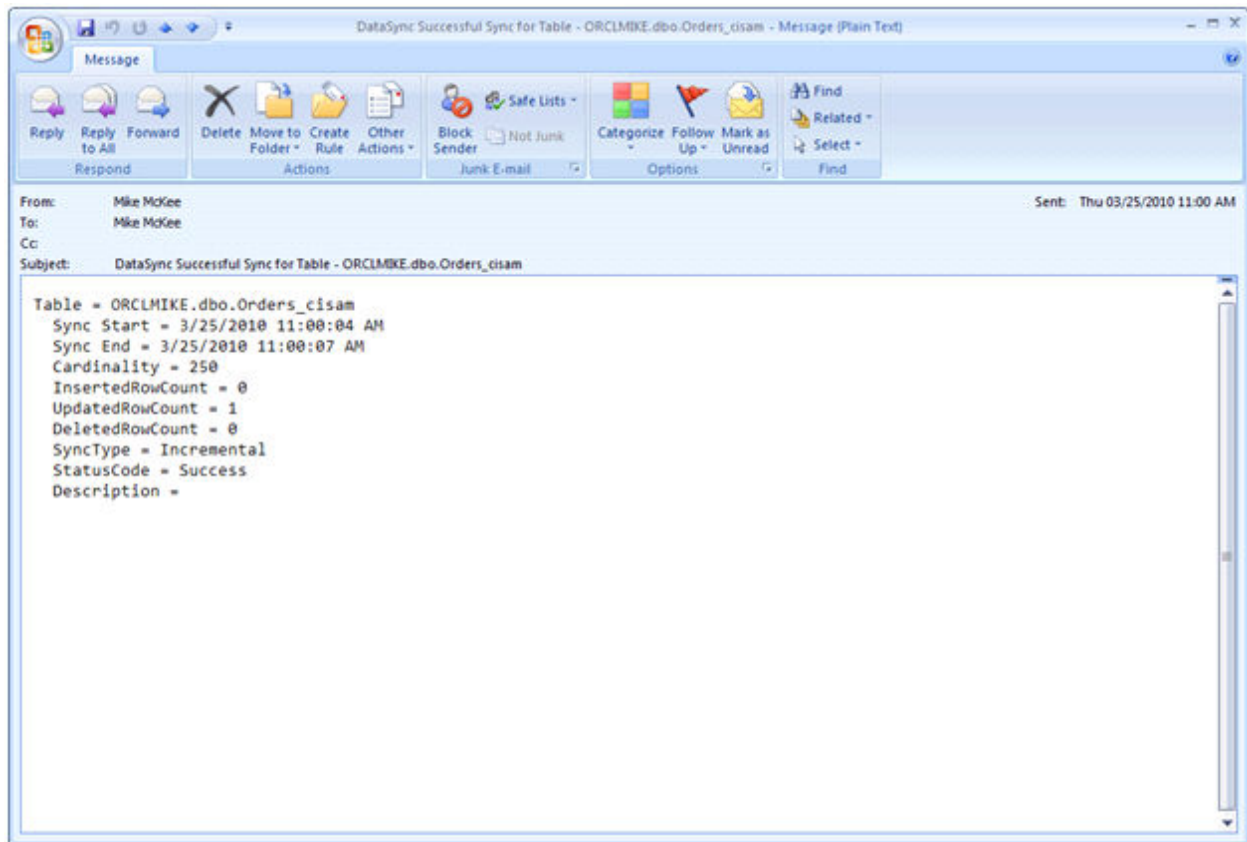 DataSync Successful Sync for Table - ORCLMIKE.dbo.Orders_cisam - Message (Plain Text)
Message
Reply
Reply to All
Forward
Respond
Delete
Move to Folder
Create Rule
Other Actions
Actions
Block Sender
Safe Lists
Not Junk
Junk E-mail
Categorize
Follow Up
Mark as Unread
Options
Find
Related
Select
Find
From: Mike McKee
Sent: Thu 03/25/2010 11:00 AM
To: Mike McKee
Cc:
Subject: DataSync Successful Sync for Table - ORCLMIKE.dbo.Orders_cisam
Table = ORCLMIKE.dbo.Orders_cisam
Sync Start = 3/25/2010 11:00:04 AM
Sync End = 3/25/2010 11:00:07 AM
Cardinality = 250
InsertedRowCount = 0
UpdatedRowCount = 1
DeletedRowCount = 0
SyncType = Incremental
StatusCode = Success
Description =